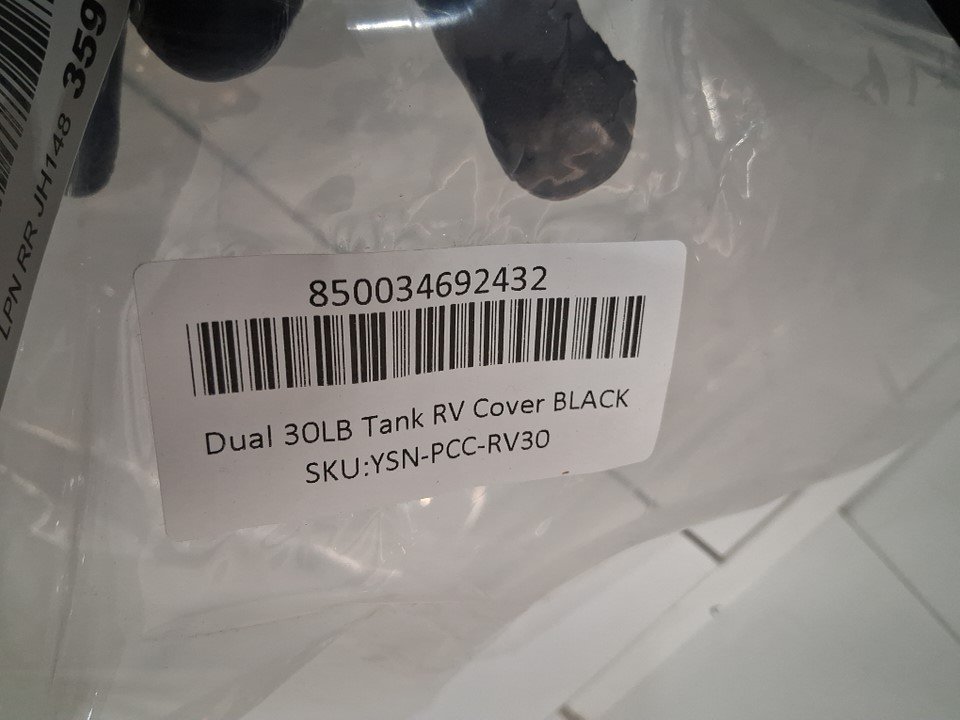 LPN RR JH148 359
850034692432
Dual 30LB Tank RV Cover BLACK
SKU:YSN-PCC-RV30